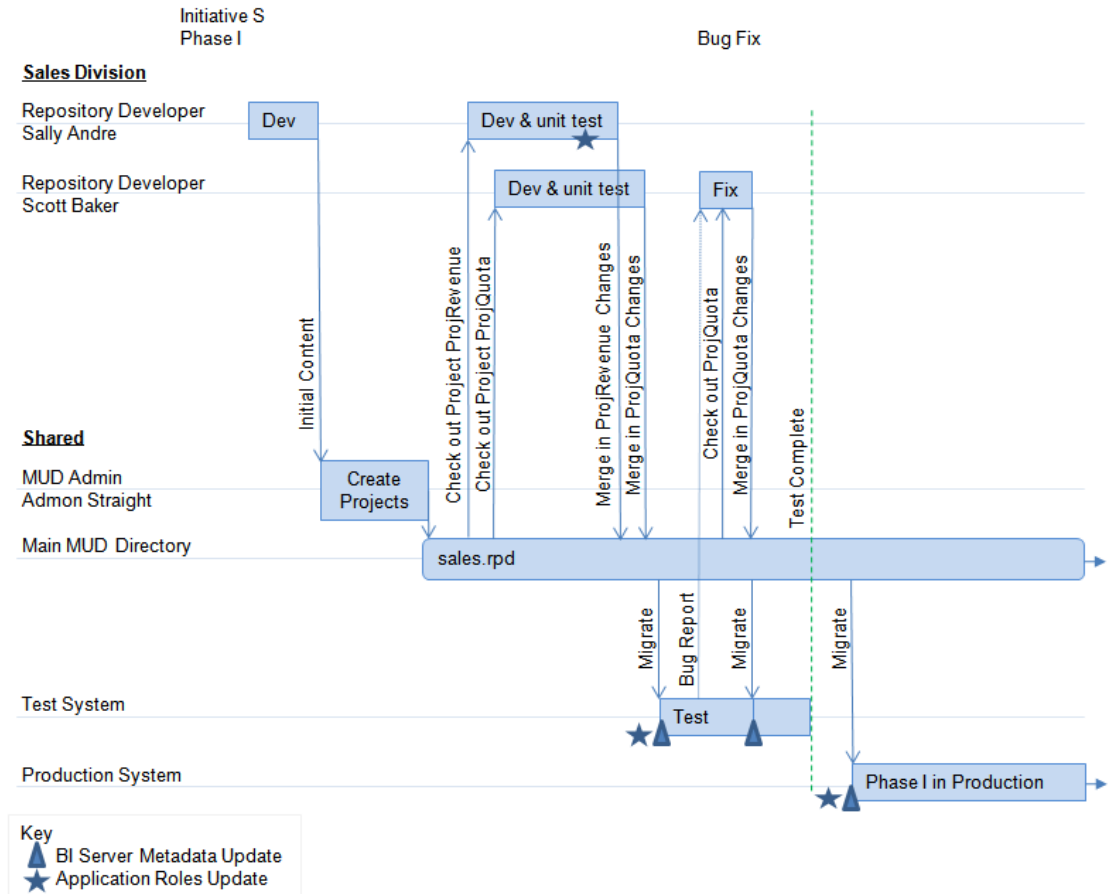 Initiative S
Phase I
Bug Fix
Sales Division
Repository Developer
Sally Andre
Dev
Dev & unit test
Repository Developer
Scott Baker
Dev & unit test
Fix
Initial Content
Check out Project ProjRevenue
Check out Project ProjQuota
Merge in ProjRevenue Changes
Merge in ProjQuota Changes
Check out ProjQuota
Merge in ProjQuota Changes
Test Complete
Shared
MUD Admin
Admon Straight
Create
Projects
Main MUD Directory
sales.rpd
Migrate
Bug Report
Migrate
Migrate
Test System
Test
Production System
Phase I in Production
Key
BI Server Metadata Update
Application Roles Update